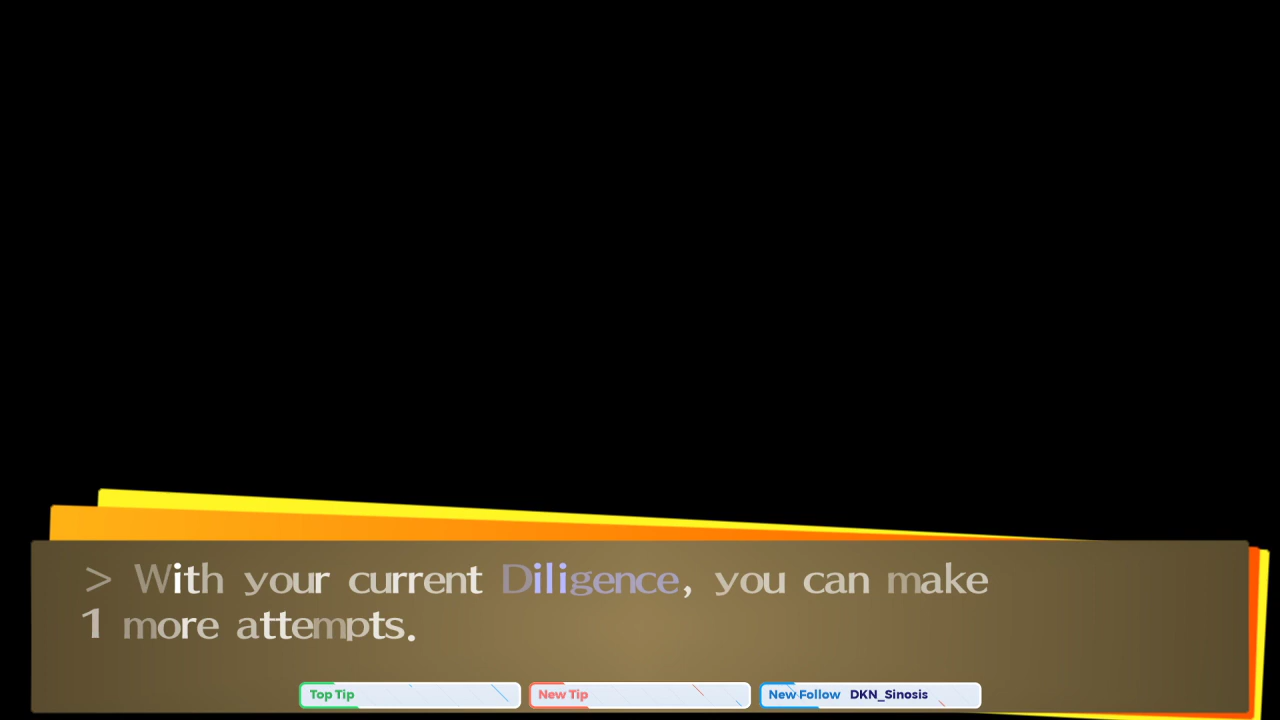 > With your current Diligence, you can make
1 more attempts.
Top Tip
New Tip
New Follow DKN_Sinosis